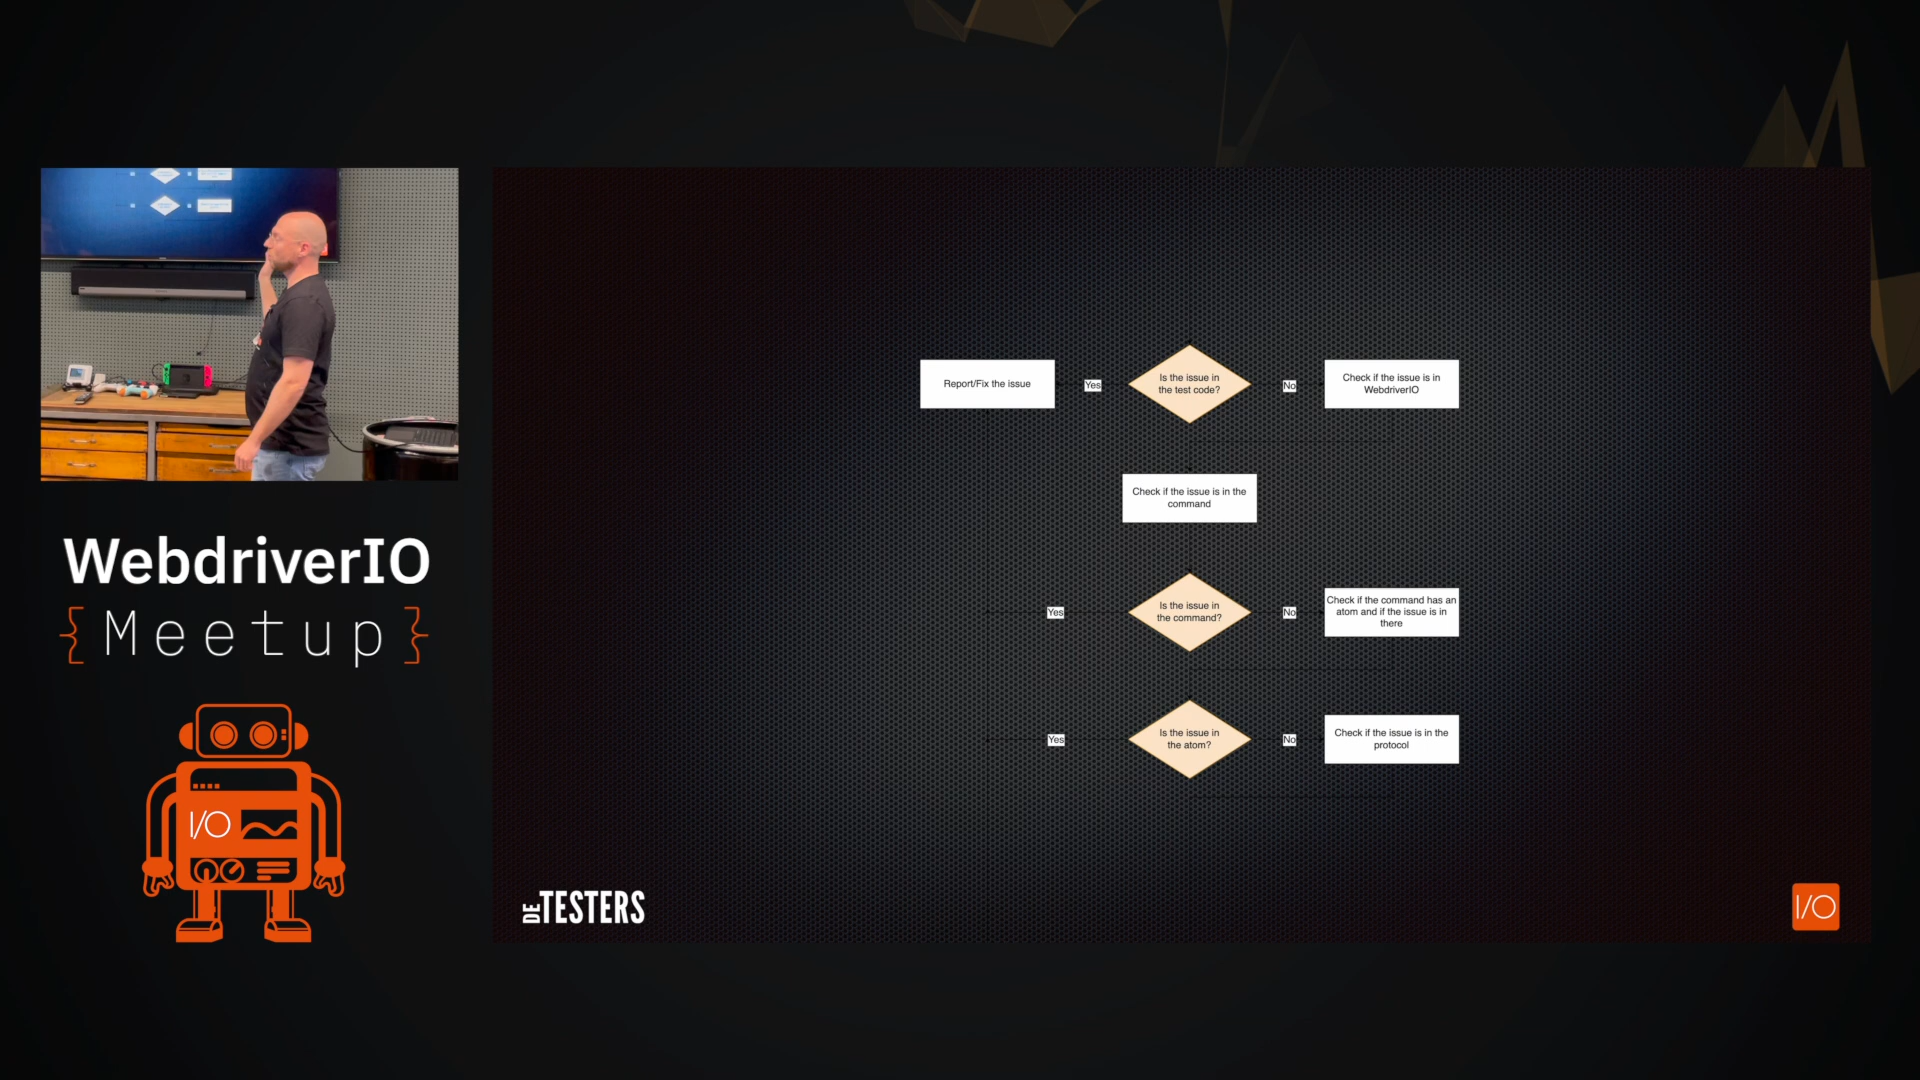 WebdriverIO
{Meetup}
I/O
Report/Fix the issue
Yes
Is the issue in
the test code?
No
Check if the issue is in
WebdriverIO
Check if the issue is in the
command
Yes
Is the issue in
the command?
No
Check if the command has an
atom and if the issue is in
there
Yes
Is the issue in
the atom?
No
Check if the issue is in the
protocol
DE TESTERS
I/O